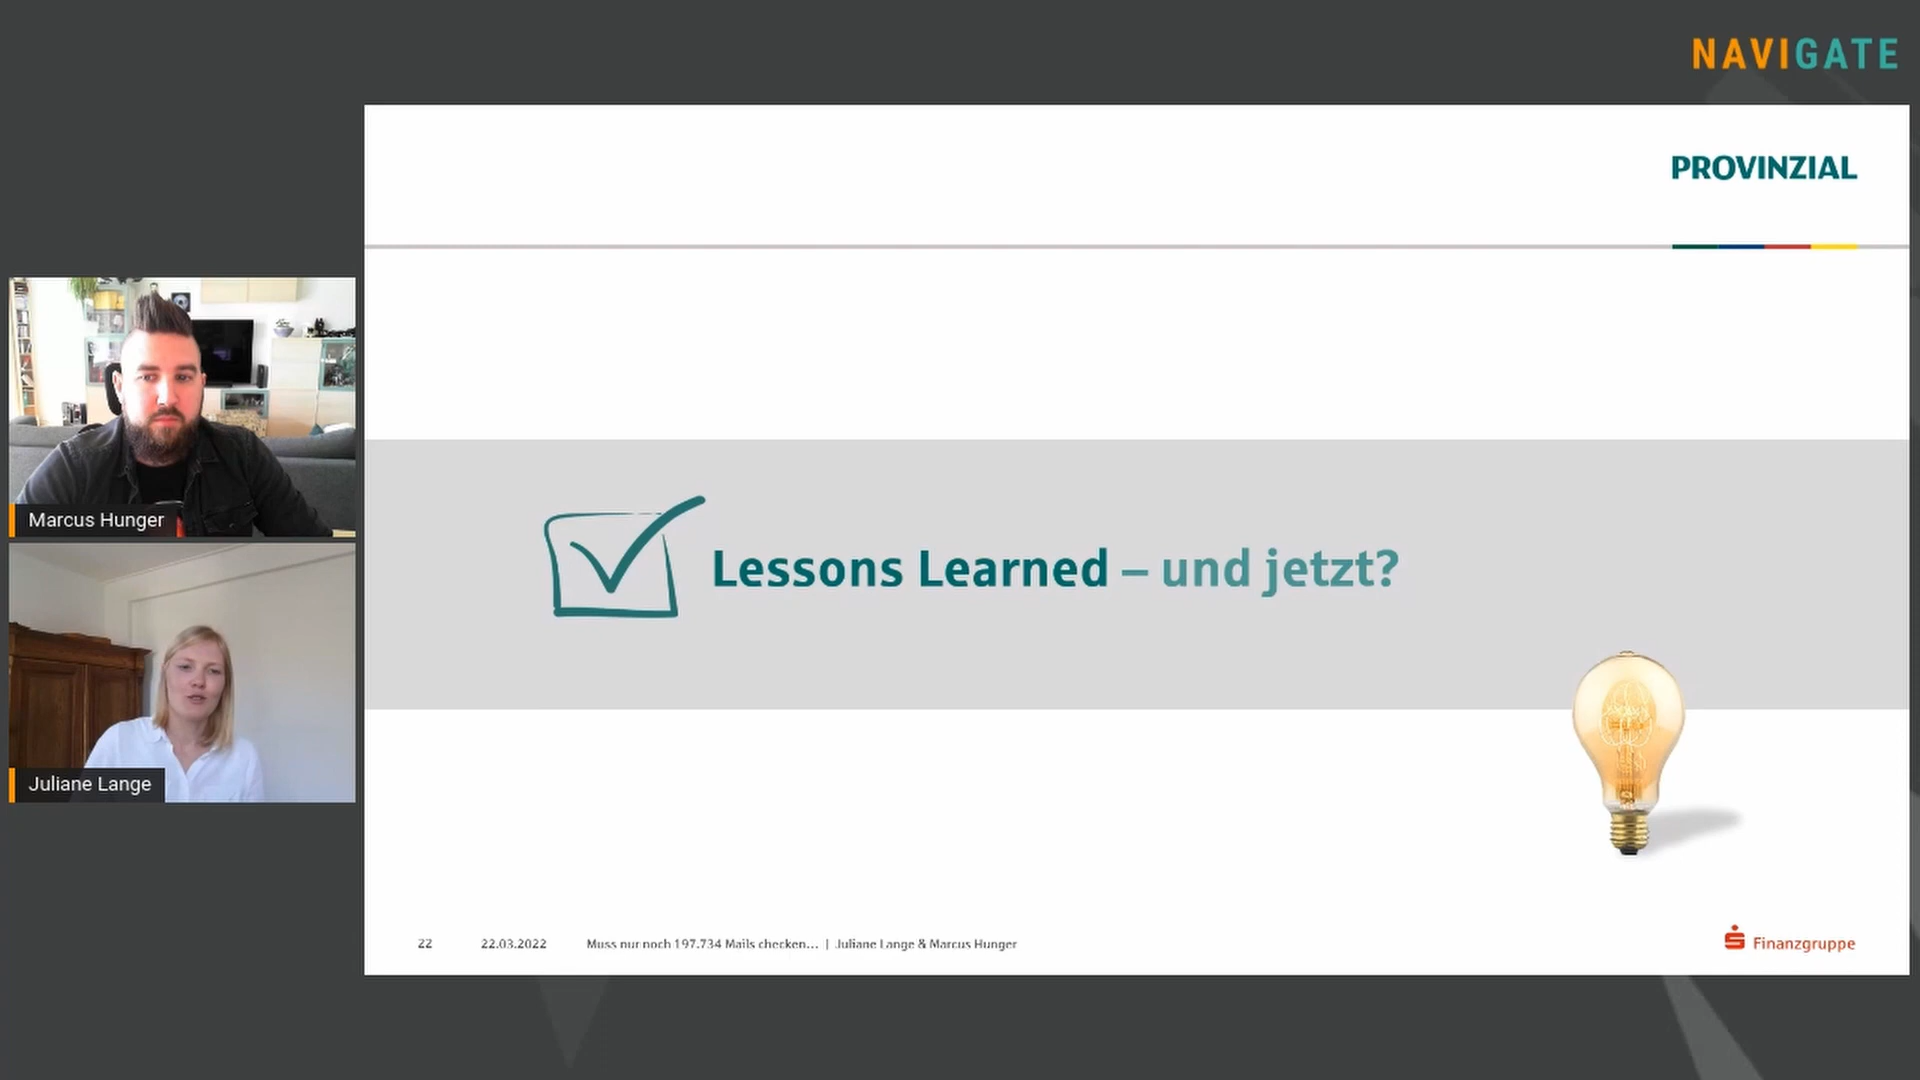 NAVIGATE
PROVINZIAL
Marcus Hunger
Lessons Learned – und jetzt?
Juliane Lange
22 22.03.2022 Muss nur noch 197.734 Mails checken... | Juliane Lange & Marcus Hunger
Finanzgruppe